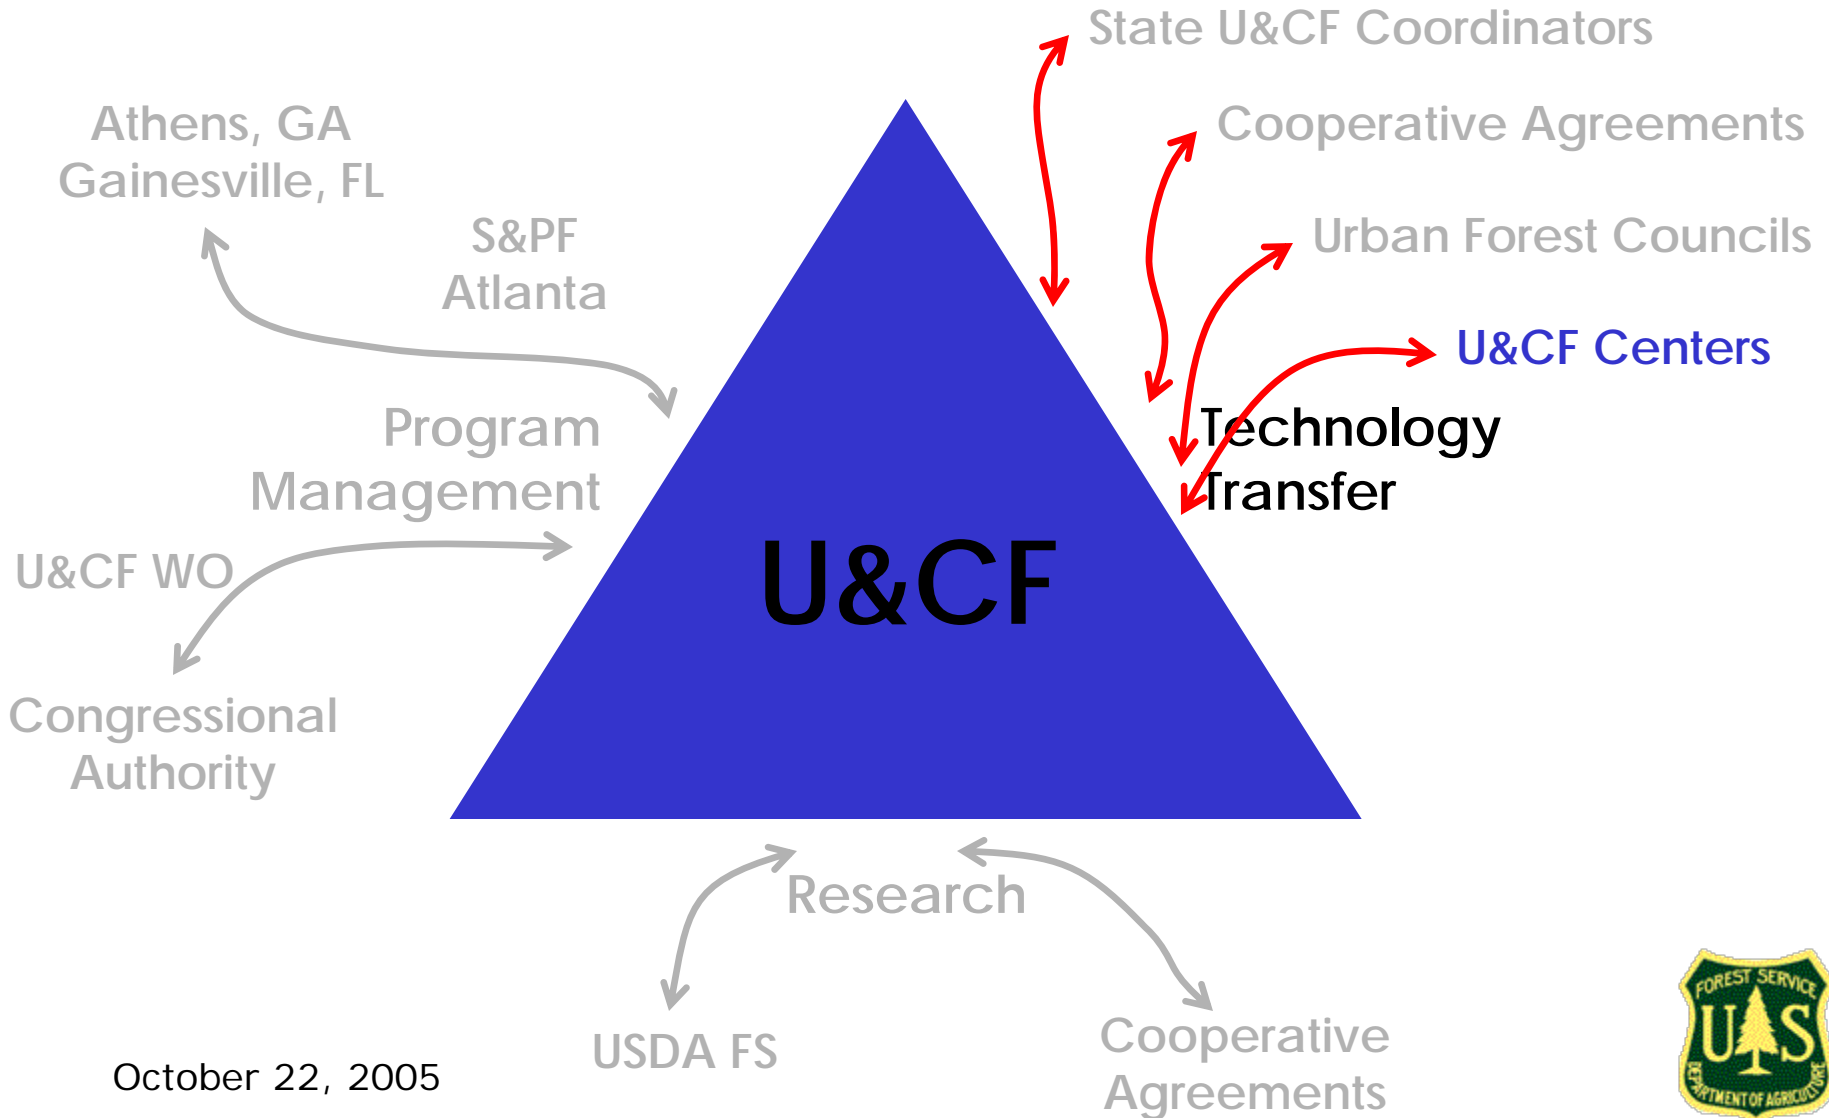 State U&CF Coordinators
Athens, GA
Gainesville, FL
Cooperative Agreements
S&PF
Atlanta
Urban Forest Councils
U&CF Centers
Program
Management
Technology
Transfer
U&CF
U&CF WO
Congressional
Authority
Research
USDA FS
Cooperative
Agreements
October 22, 2005
FOREST SERVICE
U S
DEPARTMENT OF AGRICULTURE